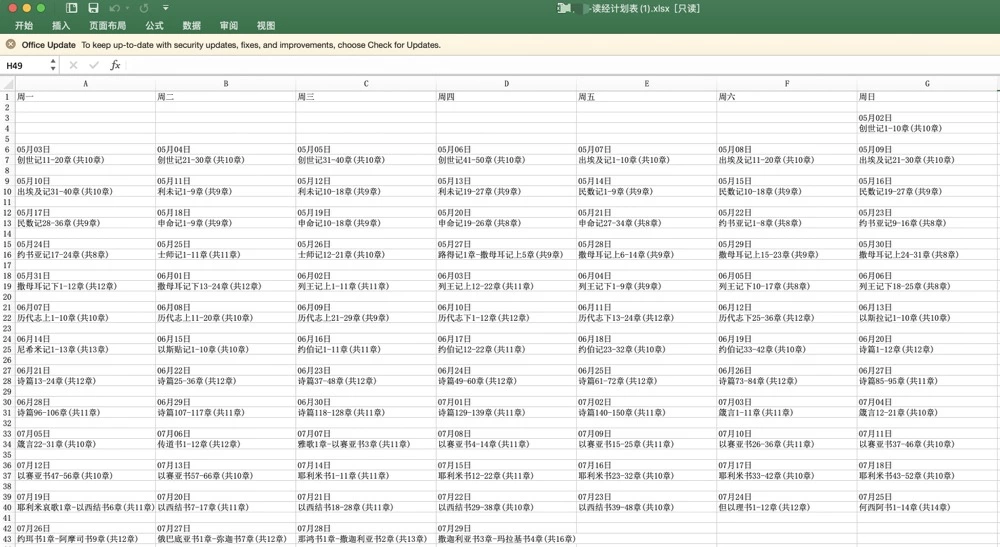 -读经计划表(1).xlsx [只读]
开始 插入 页面布局 公式 数据 审阅 视图
Office Update To keep up-to-date with security updates, fixes, and improvements, choose Check for Updates.
H49 fx
A B C D E F G
1 周一 周二 周三 周四 周五 周六 周日
2
3 05月02日
4 创世记1-10章(共10章)
5
6 05月03日 05月04日 05月05日 05月06日 05月07日 05月08日 05月09日
7 创世记11-20章(共10章) 创世记21-30章(共10章) 创世记31-40章(共10章) 创世记41-50章(共10章) 出埃及记1-10章(共10章) 出埃及记11-20章(共10章) 出埃及记21-30章(共10章)
8
9 05月10日 05月11日 05月12日 05月13日 05月14日 05月15日 05月16日
10 出埃及记31-40章(共10章) 利未记1-9章(共9章) 利未记10-18章(共9章) 利未记19-27章(共9章) 民数记1-9章(共9章) 民数记10-18章(共9章) 民数记19-27章(共9章)
11
12 05月17日 05月18日 05月19日 05月20日 05月21日 05月22日 05月23日
13 民数记28-36章(共9章) 申命记1-9章(共9章) 申命记10-18章(共9章) 申命记19-26章(共8章) 申命记27-34章(共8章) 约书亚记1-8章(共8章) 约书亚记9-16章(共8章)
14
15 05月24日 05月25日 05月26日 05月27日 05月28日 05月29日 05月30日
16 约书亚记17-24章(共8章) 士师记1-11章(共11章) 士师记12-21章(共10章) 路得记1章-撒母耳记上5章(共9章) 撒母耳记上6-14章(共9章) 撒母耳记上15-23章(共9章) 撒母耳记上24-31章(共8章)
17
18 05月31日 06月01日 06月02日 06月03日 06月04日 06月05日 06月06日
19 撒母耳记下1-12章(共12章) 撒母耳记下13-24章(共12章) 列王记上1-11章(共11章) 列王记上12-22章(共11章) 列王记下1-9章(共9章) 列王记下10-17章(共8章) 列王记下18-25章(共8章)
20
21 06月07日 06月08日 06月09日 06月10日 06月11日 06月12日 06月13日
22 历代志上1-10章(共10章) 历代志上11-20章(共10章) 历代志上21-29章(共9章) 历代志下1-12章(共12章) 历代志下13-24章(共12章) 历代志下25-36章(共12章) 以斯拉记1-10章(共10章)
23
24 06月14日 06月15日 06月16日 06月17日 06月18日 06月19日 06月20日
25 尼希米记1-13章(共13章) 以斯贴记1-10章(共10章) 约伯记1-11章(共11章) 约伯记12-22章(共11章) 约伯记23-32章(共10章) 约伯记33-42章(共10章) 诗篇1-12章(共12章)
26
27 06月21日 06月22日 06月23日 06月24日 06月25日 06月26日 06月27日
28 诗篇13-24章(共12章) 诗篇25-36章(共12章) 诗篇37-48章(共12章) 诗篇49-60章(共12章) 诗篇61-72章(共12章) 诗篇73-84章(共12章) 诗篇85-95章(共11章)
29
30 06月28日 06月29日 06月30日 07月01日 07月02日 07月03日 07月04日
31 诗篇96-106章(共11章) 诗篇107-117章(共11章) 诗篇118-128章(共11章) 诗篇129-139章(共11章) 诗篇140-150章(共11章) 箴言1-11章(共11章) 箴言12-21章(共10章)
32
33 07月05日 07月06日 07月07日 07月08日 07月09日 07月10日 07月11日
34 箴言22-31章(共10章) 传道书1-12章(共12章) 雅歌1章-以赛亚书3章(共11章) 以赛亚书4-14章(共11章) 以赛亚书15-25章(共11章) 以赛亚书26-36章(共11章) 以赛亚书37-46章(共10章)
35
36 07月12日 07月13日 07月14日 07月15日 07月16日 07月17日 07月18日
37 以赛亚书47-56章(共10章) 以赛亚书57-66章(共10章) 耶利米书1-11章(共11章) 耶利米书12-22章(共11章) 耶利米书23-32章(共10章) 耶利米书33-42章(共10章) 耶利米书43-52章(共10章)
38
39 07月19日 07月20日 07月21日 07月22日 07月23日 07月24日 07月25日
40 耶利米哀歌1章-以西结书6章(共11章) 以西结书7-17章(共11章) 以西结书18-28章(共11章) 以西结书29-38章(共10章) 以西结书39-48章(共10章) 但以理书1-12章(共12章) 何西阿书1-14章(共14章)
41
42 07月26日 07月27日 07月28日 07月29日
43 约珥书1章-阿摩司书9章(共12章) 俄巴底亚书1章-弥迦书7章(共12章) 那鸿书1章-撒迦利亚书2章(共13章) 撒迦利亚书3章-玛拉基书4章(共16章)